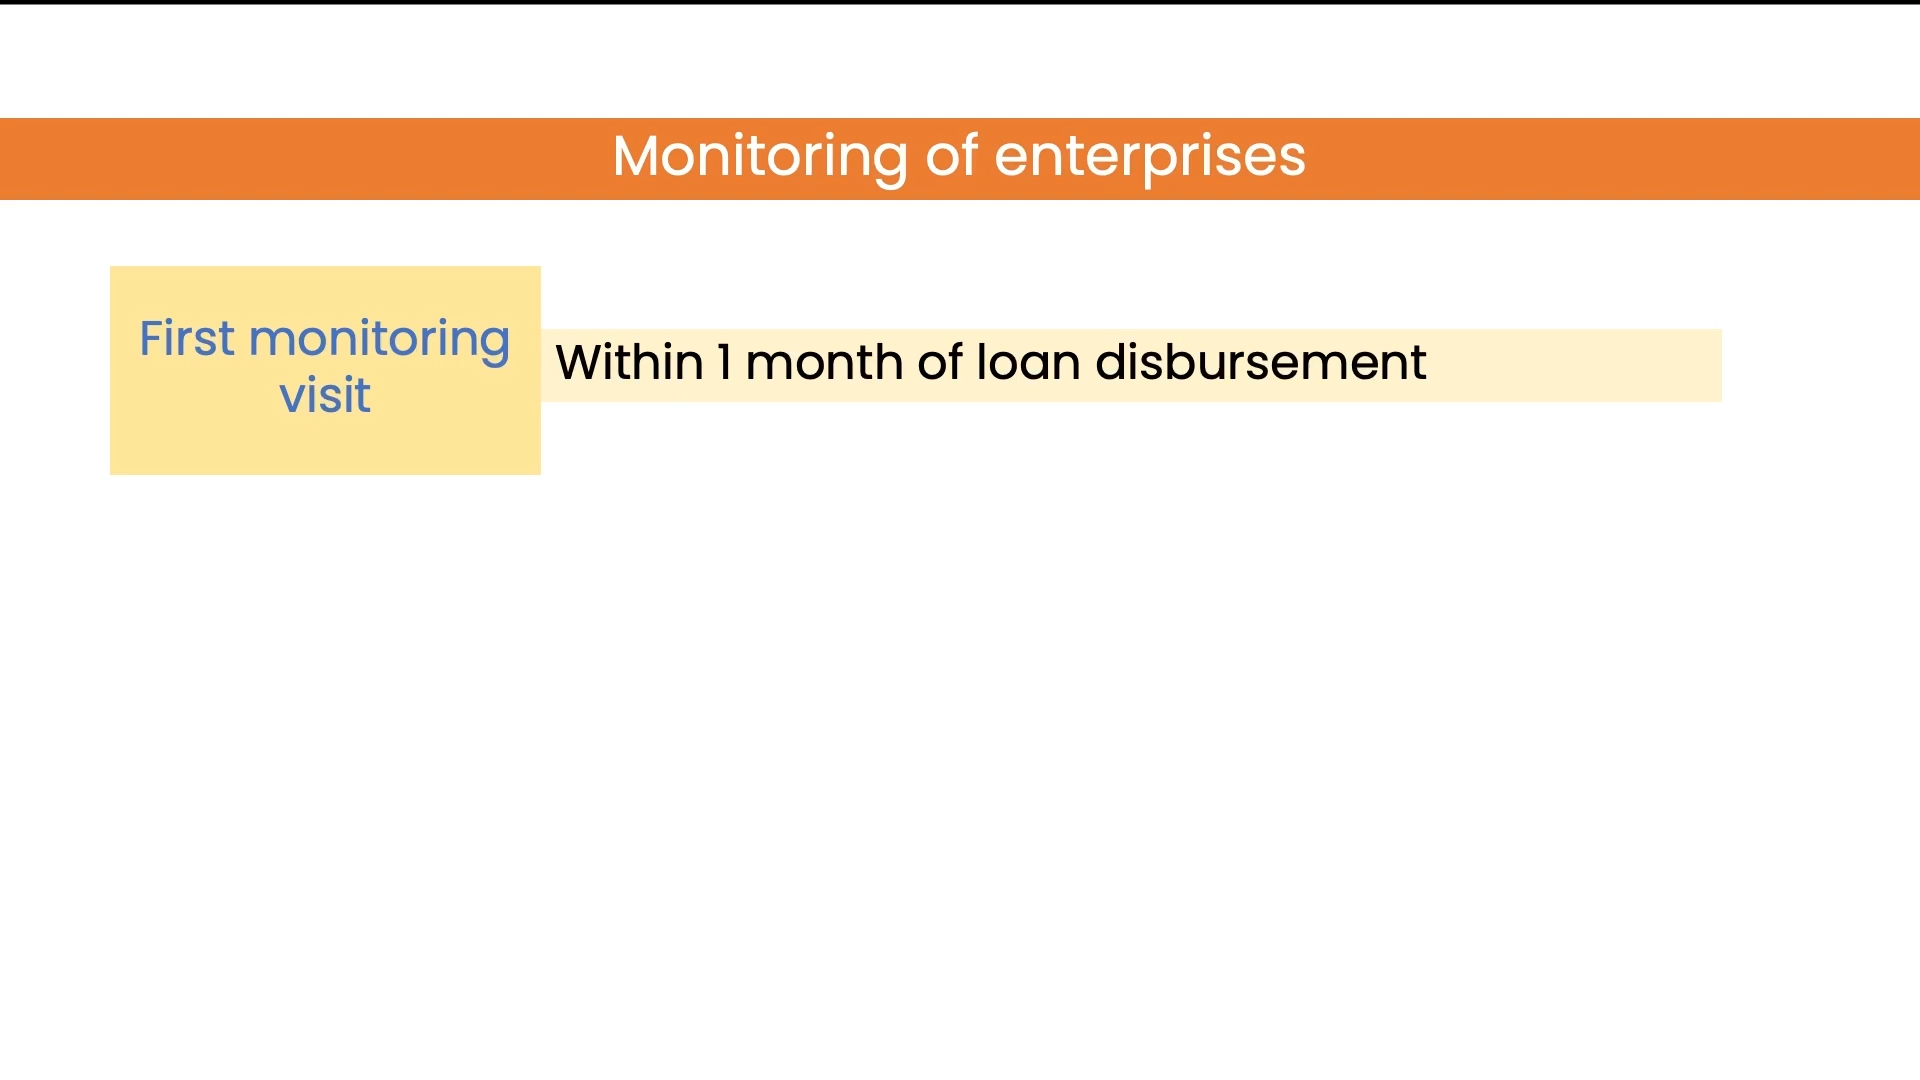 Monitoring of enterprises
First monitoring
visit
Within 1 month of loan disbursement